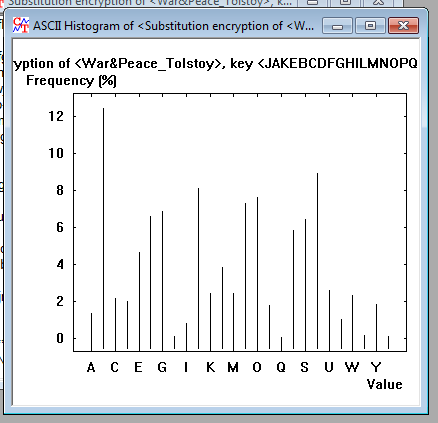 Substitution encryption of <War&Peace_Tolstoy>, k...
ASCII Histogram of <Substitution encryption of <W...
yption of <War&Peace_Tolstoy>, key <JAKEBCDFGHILMNOPQ
Frequency (%)
12
10
8
6
4
2
0
A C E G I K M O Q S U W Y
Value